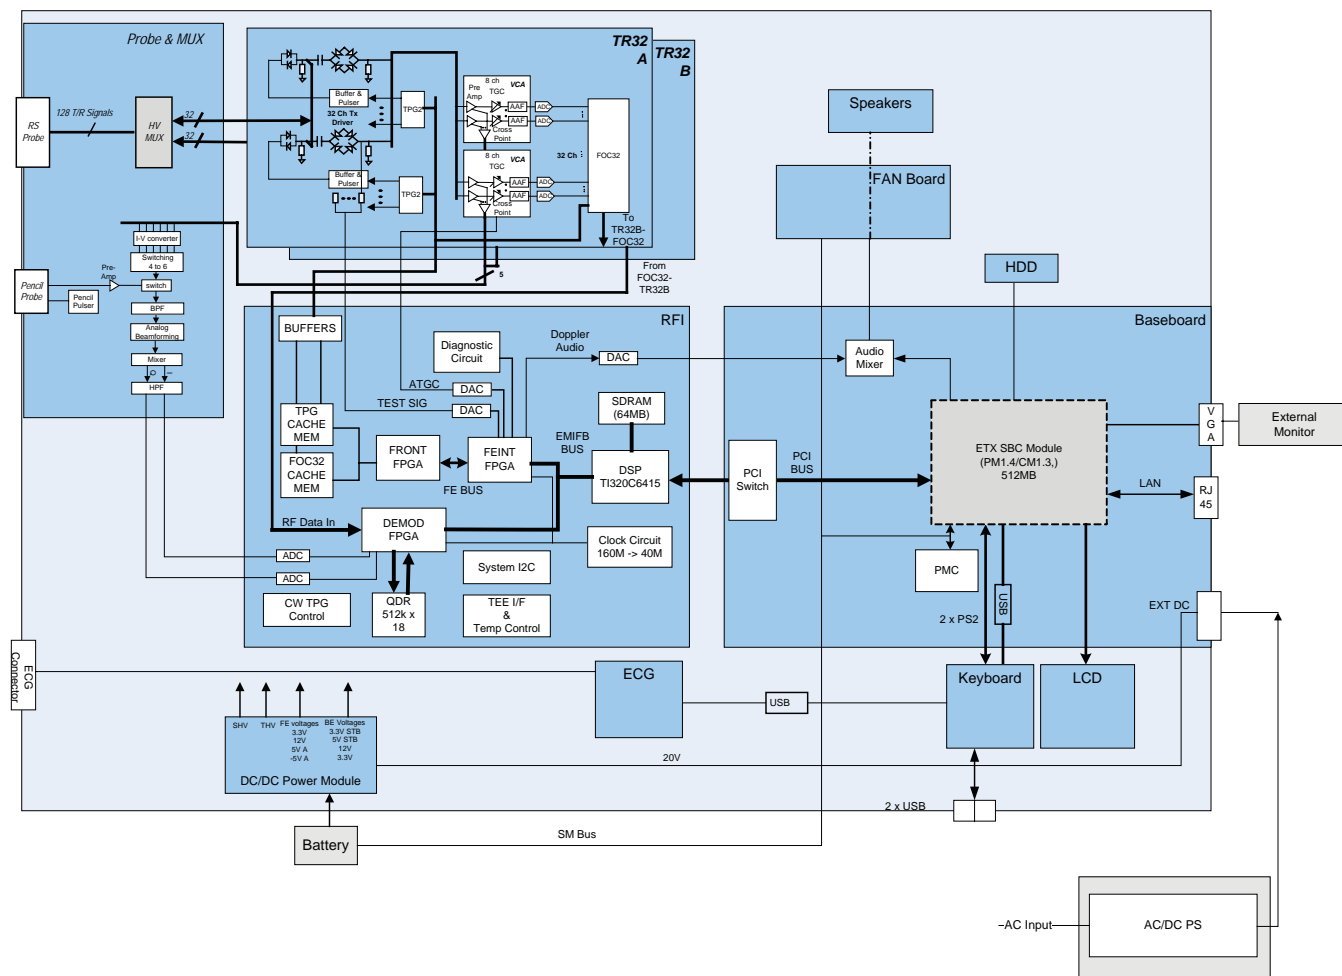 Probe & MUX
TR32
A
TR32
B
RS
Probe
128 T/R Signals
HV
MUX
32
32
Buffer &
Pulser
32 Ch Tx
Driver
TPG2
Buffer &
Pulser
TPG2
Pre
Amp
8 ch
TGC
VCA
AAF
ADC
AAF
ADC
Cross
Point
8 ch
TGC
VCA
AAF
ADC
AAF
ADC
Cross
Point
32 Ch
FOC32
To
TR32B-
FOC32
From
FOC32-
TR32B
5
I-V converter
Switching
4 to 6
Pre-
Amp
switch
Pencil
Probe
Pencil
Pulser
BPF
Analog
Beamforming
Mixer
Q
I
HPF
Speakers
FAN Board
HDD
RFI
BUFFERS
Diagnostic
Circuit
Doppler
Audio
DAC
ATGC
DAC
TEST SIG
DAC
SDRAM
(64MB)
TPG
CACHE
MEM
FOC32
CACHE
MEM
FRONT
FPGA
FE BUS
FEINT
FPGA
EMIFB
BUS
DSP
TI320C6415
RF Data In
DEMOD
FPGA
Clock Circuit
160M -> 40M
ADC
ADC
System I2C
CW TPG
Control
QDR
512k x
18
TEE I/F
&
Temp Control
Baseboard
Audio
Mixer
PCI
Switch
PCI
BUS
ETX SBC Module
(PM1.4/CM1.3,)
512MB
VGA
External
Monitor
LAN
RJ
45
PMC
2 x PS2
USB
EXT DC
ECG
Connector
ECG
USB
Keyboard
LCD
SHV
THV
FE voltages
3.3V
12V
5V A
-5V A
BE Voltages
3.3V STB
5V STB
12V
3.3V
DC/DC Power Module
20V
2 x USB
Battery
SM Bus
~AC Input
AC/DC PS